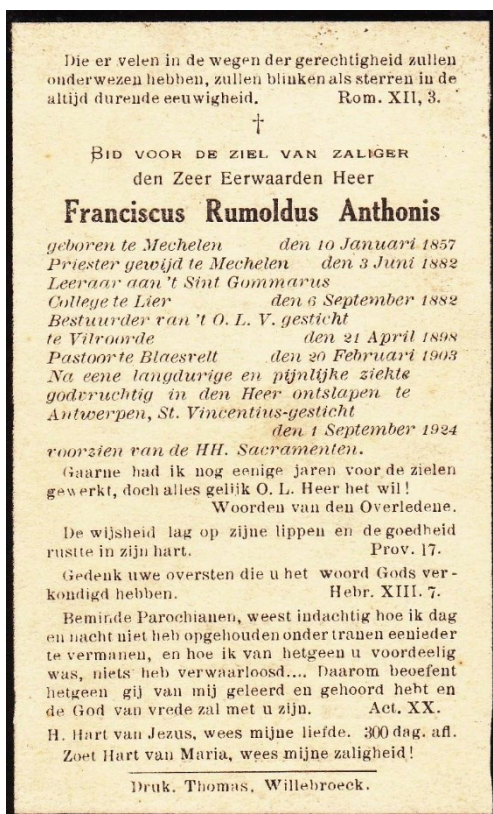 Die er velen in de wegen der gerechtigheid zullen
onderwezen hebben, zullen blinken als sterren in de
altijd durende eeuwigheid. Rom. XII, 3.
†
BID VOOR DE ZIEL VAN ZALIGER
den Zeer Eerwaarden Heer
Franciscus Rumoldus Anthonis
geboren te Mechelen den 10 Januari 1857
Priester gewijd te Mechelen den 3 Juni 1882
Leeraar aan 't Sint Gommarus
College te Lier den 6 September 1882
Bestuurder van 't O. L. V. gesticht
te Vilvoorde den 21 April 1898
Pastoor te Blaesvelt den 20 Februari 1903
Na eene langdurige en pijnlijke ziekte
godvruchtig in den Heer ontslapen te
Antwerpen, St. Vincentius-gesticht
den 1 September 1924
voorzien van de HH. Sacramenten.
Gaarne had ik nog eenige jaren voor de zielen
gewerkt, doch alles gelijk O. L. Heer het wil!
Woorden van den Overledene.
De wijsheid lag op zijne lippen en de goedheid
rustte in zijn hart. Prov. 17.
Gedenk uwe oversten die u het woord Gods ver-
kondigd hebben. Hebr. XIII. 7.
Beminde Parochianen, weest indachtig hoe ik dag
en nacht niet heb opgehouden onder tranen eenieder
te vermanen, en hoe ik van hetgeen u voordeelig
was, niets heb verwaarloosd.... Daarom beoefent
hetgeen gij van mij geleerd en gehoord hebt en
de God van vrede zal met u zijn. Act. XX.
H. Hart van Jezus, wees mijne liefde. 300 dag. afl.
Zoet Hart van Maria, wees mijne zaligheid!
Druk. Thomas, Willebroeck.